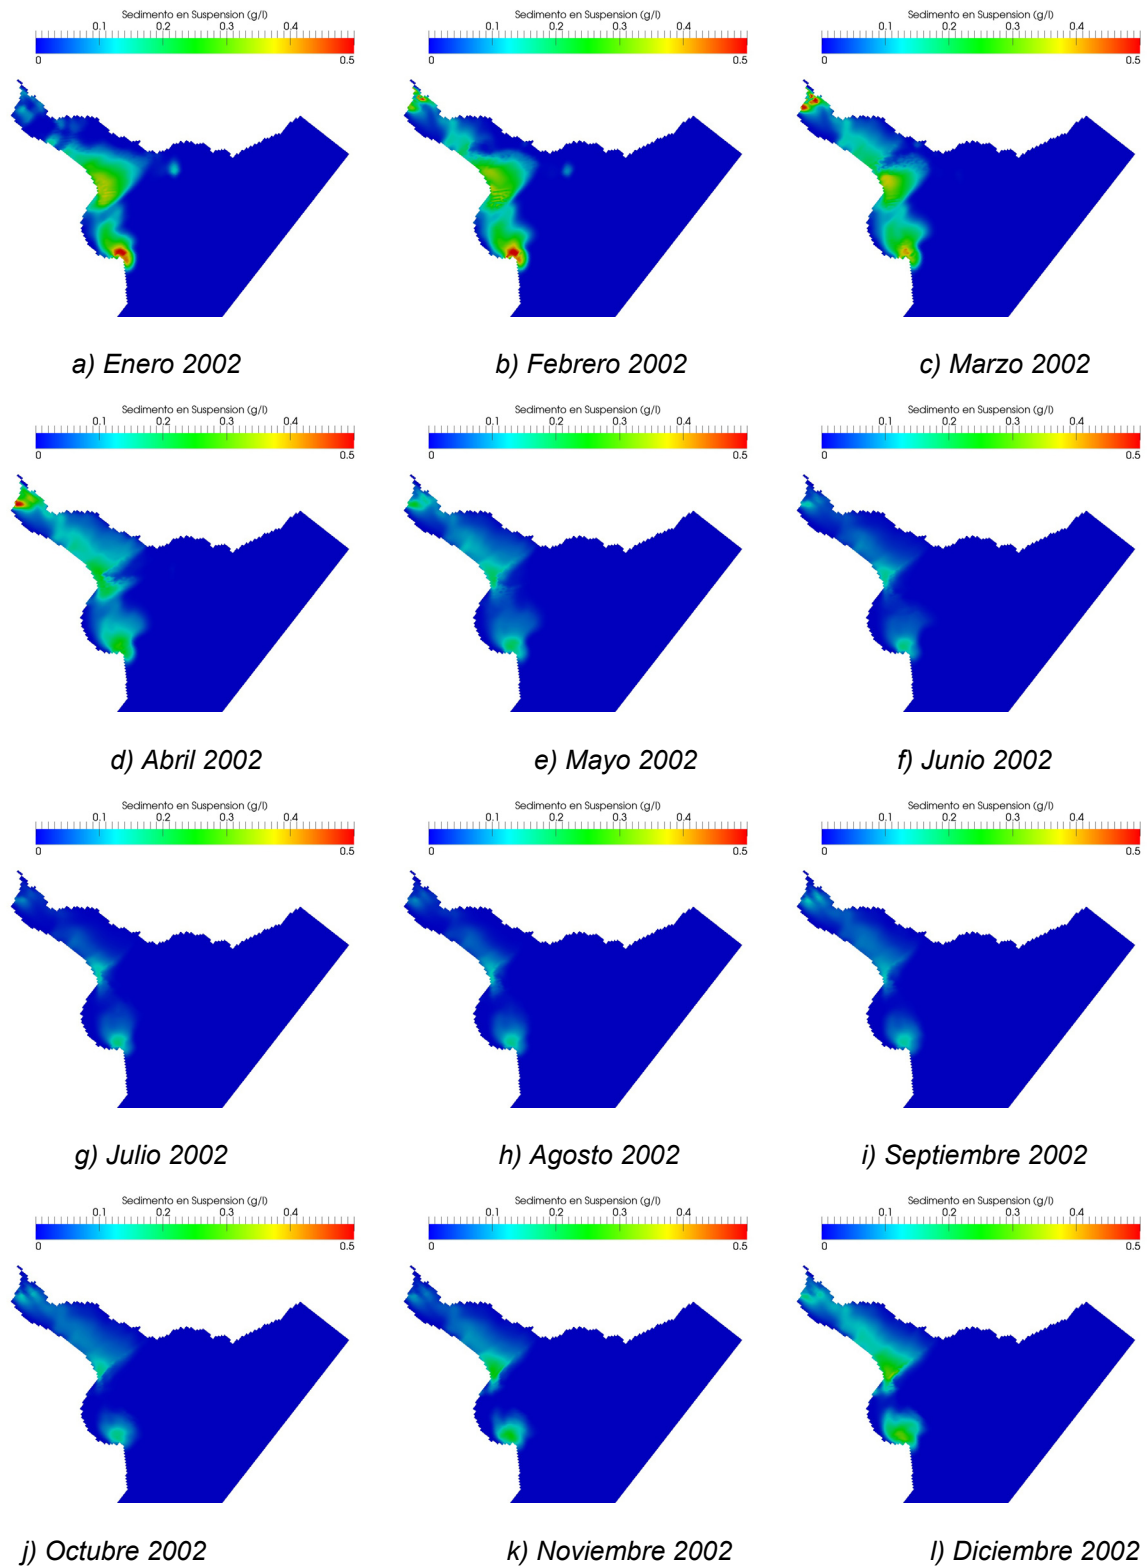 Sedimento en Suspension (g/l) Sedimento en Suspension (g/l) Sedimento en Suspension (g/l)
0.1 0.2 0.3 0.4 0.1 0.2 0.3 0.4 0.1 0.2 0.3 0.4
0 0.5 0 0.5 0 0.5
a) Enero 2002 b) Febrero 2002 c) Marzo 2002
Sedimento en Suspension (g/l) Sedimento en Suspension (g/l) Sedimento en Suspension (g/l)
0.1 0.2 0.3 0.4 0.1 0.2 0.3 0.4 0.1 0.2 0.3 0.4
0 0.5 0 0.5 0 0.5
d) Abril 2002 e) Mayo 2002 f) Junio 2002
Sedimento en Suspension (g/l) Sedimento en Suspension (g/l) Sedimento en Suspension (g/l)
0.1 0.2 0.3 0.4 0.1 0.2 0.3 0.4 0.1 0.2 0.3 0.4
0 0.5 0 0.5 0 0.5
g) Julio 2002 h) Agosto 2002 i) Septiembre 2002
Sedimento en Suspension (g/l) Sedimento en Suspension (g/l) Sedimento en Suspension (g/l)
0.1 0.2 0.3 0.4 0.1 0.2 0.3 0.4 0.1 0.2 0.3 0.4
0 0.5 0 0.5 0 0.5
j) Octubre 2002 k) Noviembre 2002 l) Diciembre 2002